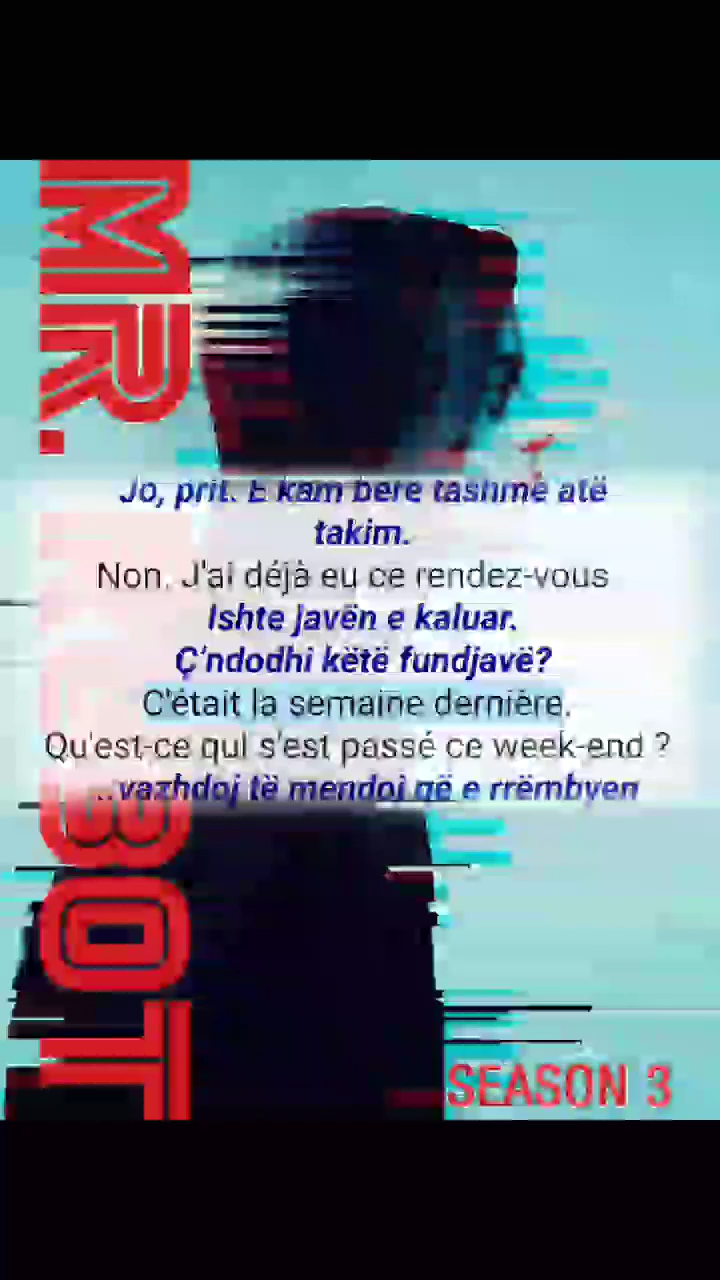 MR. R BOT
Jo, prit. E kam bërë tashmë atë
takim.
Non. J'ai déjà eu ce rendez-vous
Ishte javën e kaluar.
Ç'ndodhi këtë fundjavë?
C'était la semaine dernière.
Qu'est-ce qui s'est passé ce week-end ?
...vazhdoj të mendoj që e rrëmbyen
SEASON 3